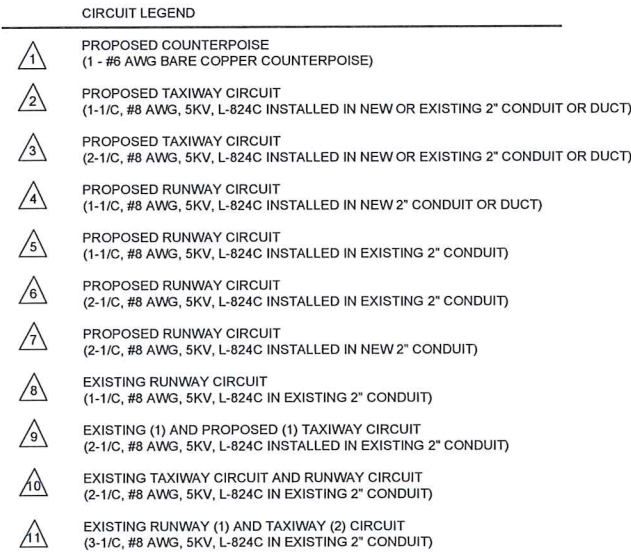 CIRCUIT LEGEND
1 PROPOSED COUNTERPOISE
(1 - #6 AWG BARE COPPER COUNTERPOISE)
2 PROPOSED TAXIWAY CIRCUIT
(1-1/C, #8 AWG, 5KV, L-824C INSTALLED IN NEW OR EXISTING 2" CONDUIT OR DUCT)
3 PROPOSED TAXIWAY CIRCUIT
(2-1/C, #8 AWG, 5KV, L-824C INSTALLED IN NEW OR EXISTING 2" CONDUIT OR DUCT)
4 PROPOSED RUNWAY CIRCUIT
(1-1/C, #8 AWG, 5KV, L-824C INSTALLED IN NEW 2" CONDUIT OR DUCT)
5 PROPOSED RUNWAY CIRCUIT
(1-1/C, #8 AWG, 5KV, L-824C INSTALLED IN EXISTING 2" CONDUIT)
6 PROPOSED RUNWAY CIRCUIT
(2-1/C, #8 AWG, 5KV, L-824C INSTALLED IN EXISTING 2" CONDUIT)
7 PROPOSED RUNWAY CIRCUIT
(2-1/C, #8 AWG, 5KV, L-824C INSTALLED IN NEW 2" CONDUIT)
8 EXISTING RUNWAY CIRCUIT
(1-1/C, #8 AWG, 5KV, L-824C IN EXISTING 2" CONDUIT)
9 EXISTING (1) AND PROPOSED (1) TAXIWAY CIRCUIT
(2-1/C, #8 AWG, 5KV, L-824C INSTALLED IN EXISTING 2" CONDUIT)
10 EXISTING TAXIWAY CIRCUIT AND RUNWAY CIRCUIT
(2-1/C, #8 AWG, 5KV, L-824C IN EXISTING 2" CONDUIT)
11 EXISTING RUNWAY (1) AND TAXIWAY (2) CIRCUIT
(3-1/C, #8 AWG, 5KV, L-824C IN EXISTING 2" CONDUIT)